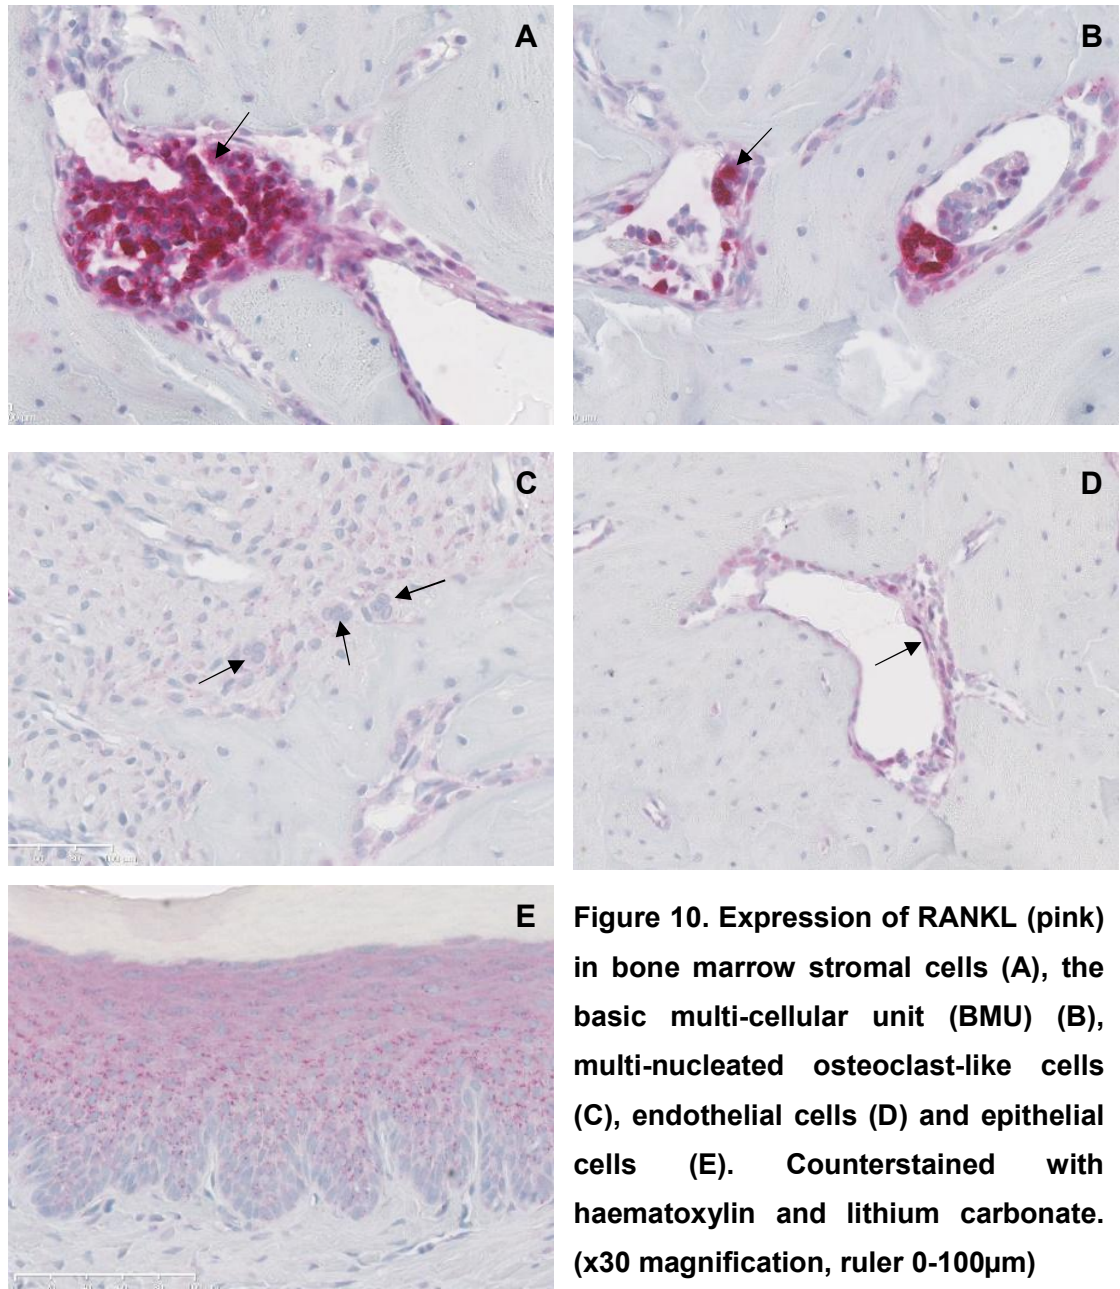 A
B
C
D
E
Figure 10. Expression of RANKL (pink)
in bone marrow stromal cells (A), the
basic multi-cellular unit (BMU) (B),
multi-nucleated osteoclast-like cells
(C), endothelial cells (D) and epithelial
cells (E). Counterstained with
haematoxylin and lithium carbonate.
(x30 magnification, ruler 0-100µm)